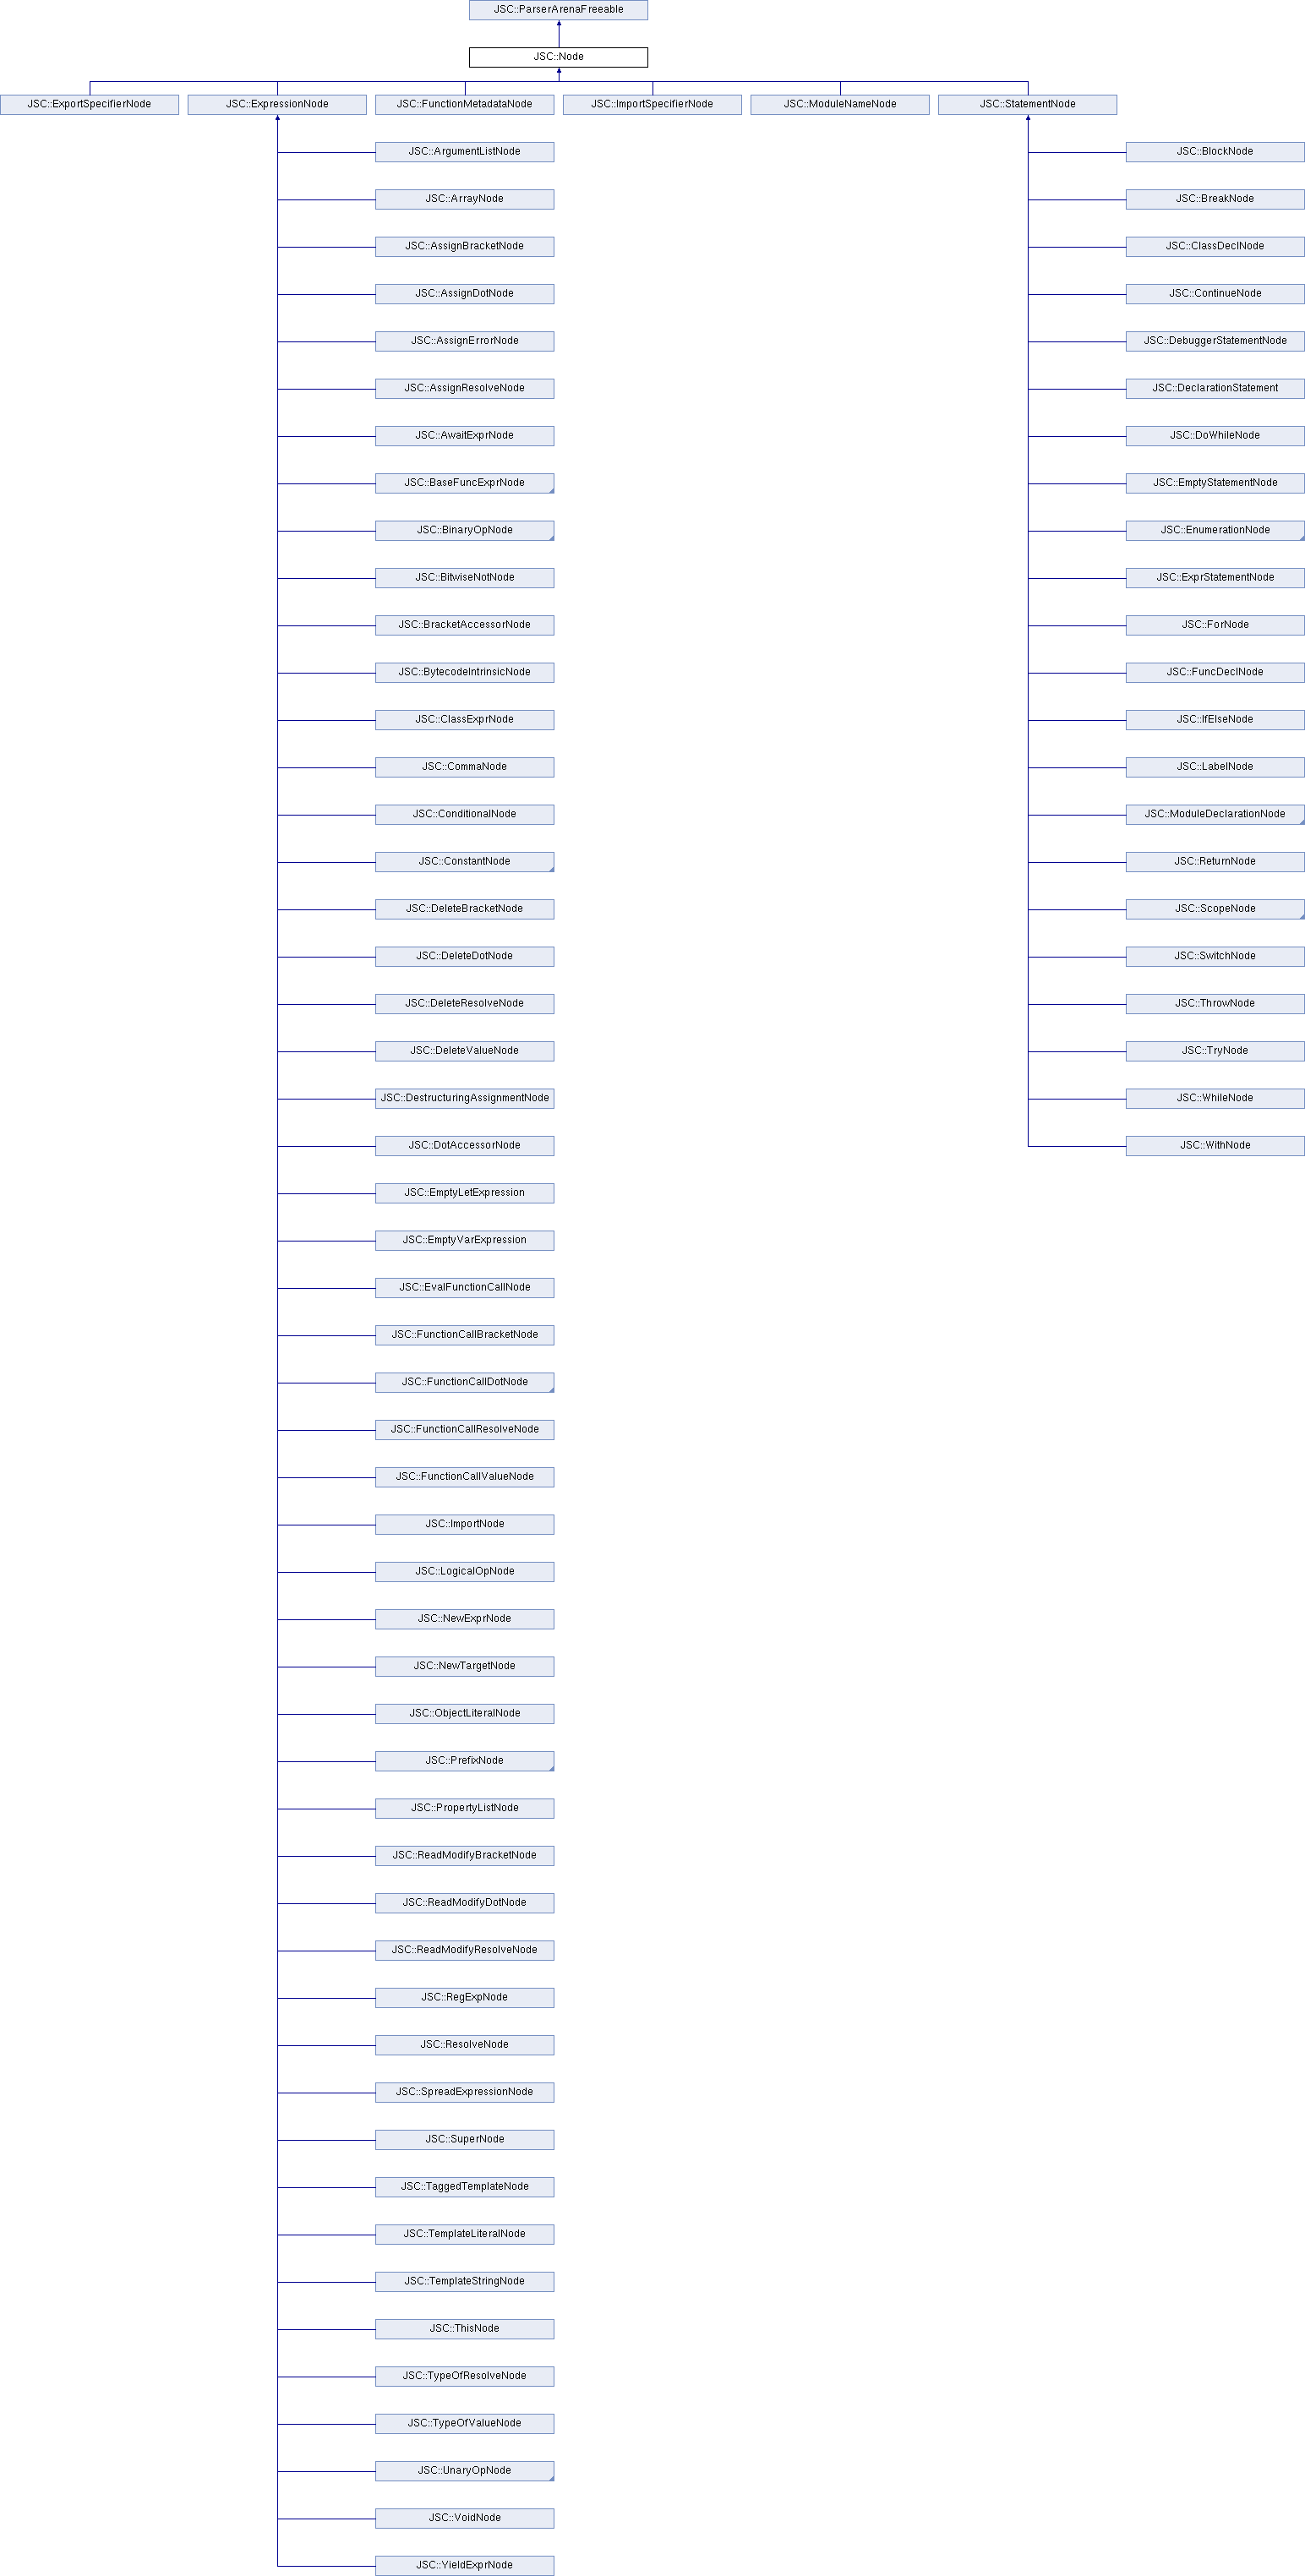 JSC::ParserArenaFreeable
JSC::Node
JSC::ExportSpecifierNode
JSC::ExpressionNode
JSC::FunctionMetadataNode
JSC::ImportSpecifierNode
JSC::ModuleNameNode
JSC::StatementNode
JSC::ArgumentListNode
JSC::ArrayNode
JSC::AssignBracketNode
JSC::AssignDotNode
JSC::AssignErrorNode
JSC::AssignResolveNode
JSC::AwaitExprNode
JSC::BaseFuncExprNode
JSC::BinaryOpNode
JSC::BitwiseNotNode
JSC::BracketAccessorNode
JSC::BytecodeIntrinsicNode
JSC::ClassExprNode
JSC::CommaNode
JSC::ConditionalNode
JSC::ConstantNode
JSC::DeleteBracketNode
JSC::DeleteDotNode
JSC::DeleteResolveNode
JSC::DeleteValueNode
JSC::DestructuringAssignmentNode
JSC::DotAccessorNode
JSC::EmptyLetExpression
JSC::EmptyVarExpression
JSC::EvalFunctionCallNode
JSC::FunctionCallBracketNode
JSC::FunctionCallDotNode
JSC::FunctionCallResolveNode
JSC::FunctionCallValueNode
JSC::ImportNode
JSC::LogicalOpNode
JSC::NewExprNode
JSC::NewTargetNode
JSC::ObjectLiteralNode
JSC::PrefixNode
JSC::PropertyListNode
JSC::ReadModifyBracketNode
JSC::ReadModifyDotNode
JSC::ReadModifyResolveNode
JSC::RegExpNode
JSC::ResolveNode
JSC::SpreadExpressionNode
JSC::SuperNode
JSC::TaggedTemplateNode
JSC::TemplateLiteralNode
JSC::TemplateStringNode
JSC::ThisNode
JSC::TypeOfResolveNode
JSC::TypeOfValueNode
JSC::UnaryOpNode
JSC::VoidNode
JSC::YieldExprNode
JSC::BlockNode
JSC::BreakNode
JSC::ClassDeclNode
JSC::ContinueNode
JSC::DebuggerStatementNode
JSC::DeclarationStatement
JSC::DoWhileNode
JSC::EmptyStatementNode
JSC::EnumerationNode
JSC::ExprStatementNode
JSC::ForNode
JSC::FuncDeclNode
JSC::IfElseNode
JSC::LabelNode
JSC::ModuleDeclarationNode
JSC::ReturnNode
JSC::ScopeNode
JSC::SwitchNode
JSC::ThrowNode
JSC::TryNode
JSC::WhileNode
JSC::WithNode